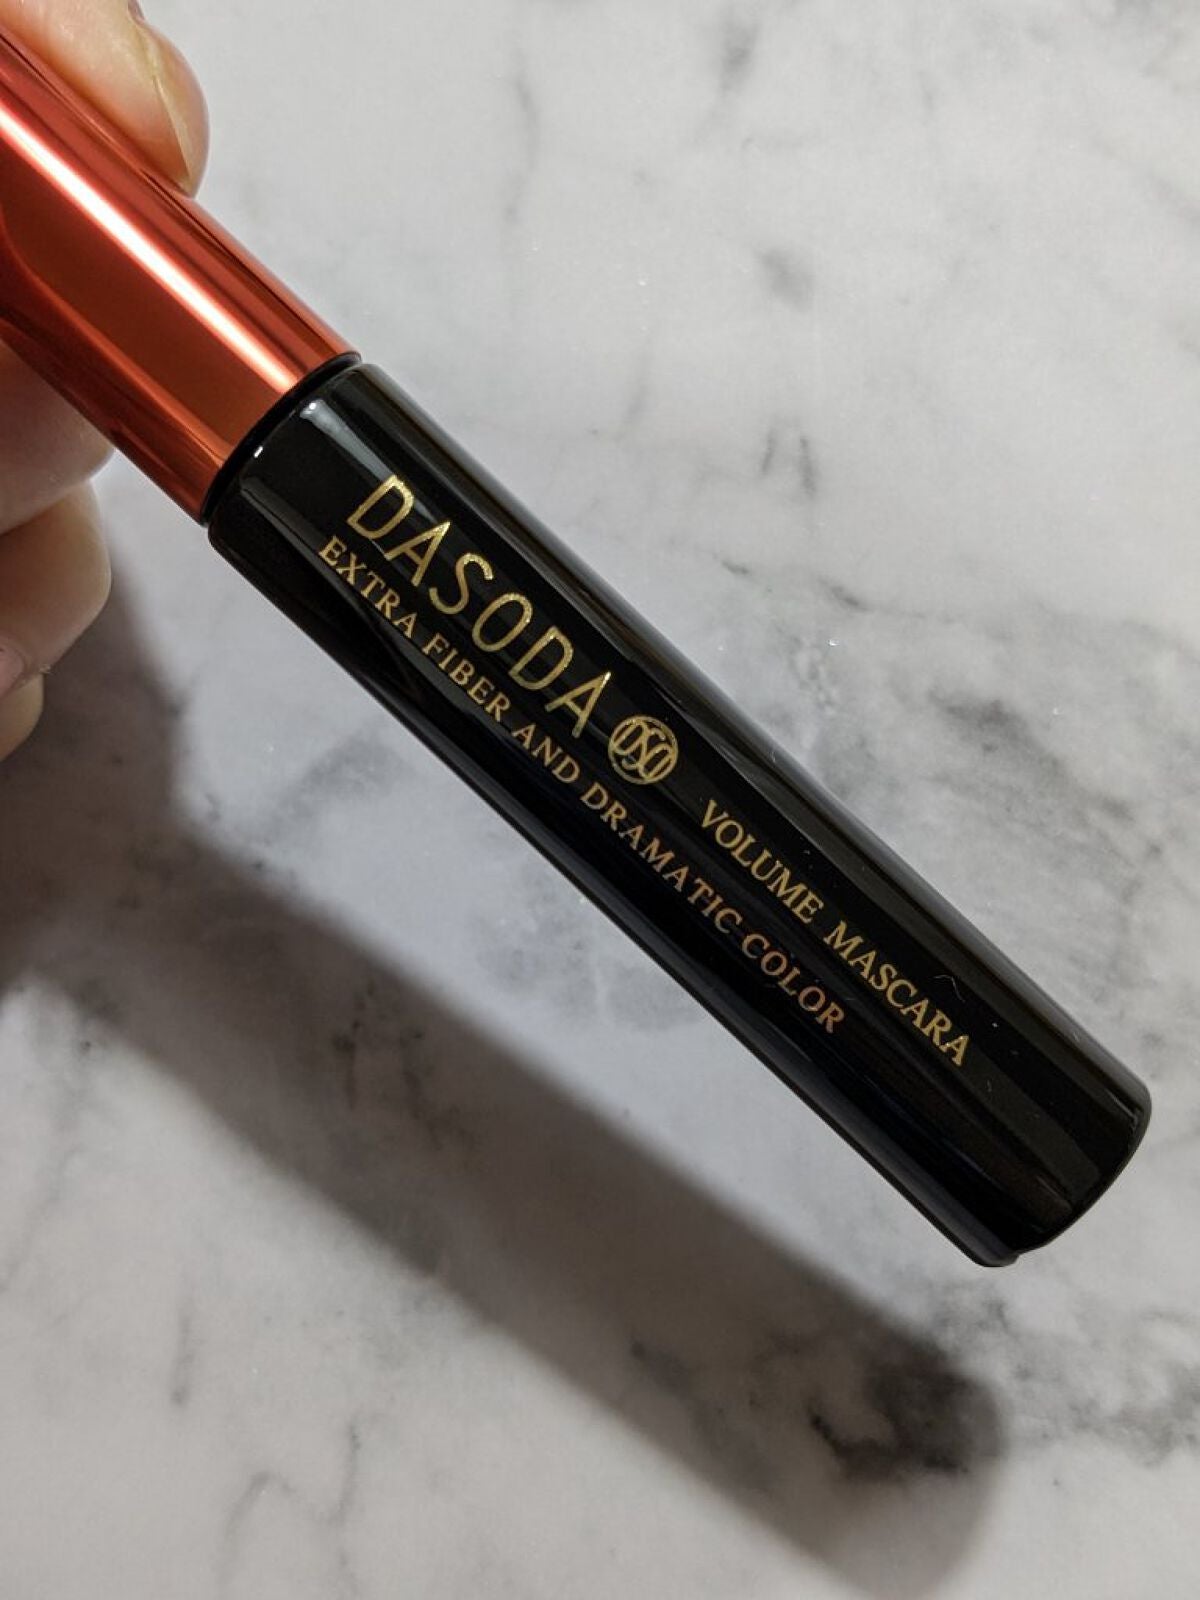 DASODA
VOLUME MASCARA
EXTRA FIBER AND DRAMATIC COLOR